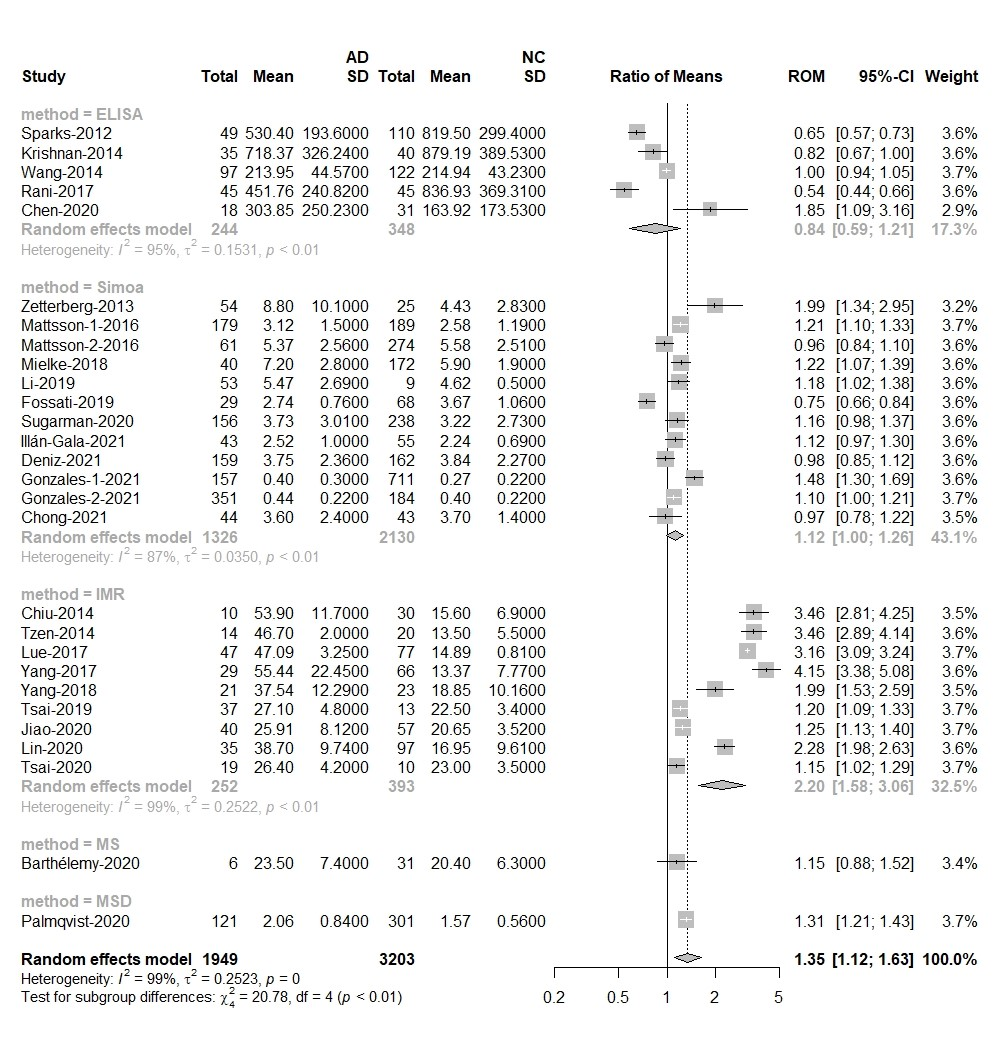 AD NC
Study Total Mean SD Total Mean SD Ratio of Means ROM 95%-CI Weight
method = ELISA
Sparks-2012 49 530.40 193.6000 110 819.50 299.4000 0.65 [0.57; 0.73] 3.6%
Krishnan-2014 35 718.37 326.2400 40 879.19 389.5300 0.82 [0.67; 1.00] 3.6%
Wang-2014 97 213.95 44.5700 122 214.94 43.2300 1.00 [0.94; 1.05] 3.7%
Rani-2017 45 451.76 240.8200 45 836.93 369.3100 0.54 [0.44; 0.66] 3.6%
Chen-2020 18 303.85 250.2300 31 163.92 173.5300 1.85 [1.09; 3.16] 2.9%
Random effects model 244 348 0.84 [0.59; 1.21] 17.3%
Heterogeneity: I² = 95%, τ² = 0.1531, p < 0.01
method = Simoa
Zetterberg-2013 54 8.80 10.1000 25 4.43 2.8300 1.99 [1.34; 2.95] 3.2%
Mattsson-1-2016 179 3.12 1.5000 189 2.58 1.1900 1.21 [1.10; 1.33] 3.7%
Mattsson-2-2016 61 5.37 2.5600 274 5.58 2.5100 0.96 [0.84; 1.10] 3.6%
Mielke-2018 40 7.20 2.8000 172 5.90 1.9000 1.22 [1.07; 1.39] 3.6%
Li-2019 53 5.47 2.6900 9 4.62 0.5000 1.18 [1.02; 1.38] 3.6%
Fossati-2019 29 2.74 0.7600 68 3.67 1.0600 0.75 [0.66; 0.84] 3.6%
Sugarman-2020 156 3.73 3.0100 238 3.22 2.7300 1.16 [0.98; 1.37] 3.6%
Illán-Gala-2021 43 2.52 1.0000 55 2.24 0.6900 1.12 [0.97; 1.30] 3.6%
Deniz-2021 159 3.75 2.3600 162 3.84 2.2700 0.98 [0.85; 1.12] 3.6%
Gonzales-1-2021 157 0.40 0.3000 711 0.27 0.2200 1.48 [1.30; 1.69] 3.6%
Gonzales-2-2021 351 0.44 0.2200 184 0.40 0.2200 1.10 [1.00; 1.21] 3.7%
Chong-2021 44 3.60 2.4000 43 3.70 1.4000 0.97 [0.78; 1.22] 3.5%
Random effects model 1326 2130 1.12 [1.00; 1.26] 43.1%
Heterogeneity: I² = 87%, τ² = 0.0350, p < 0.01
method = IMR
Chiu-2014 10 53.90 11.7000 30 15.60 6.9000 3.46 [2.81; 4.25] 3.5%
Tzen-2014 14 46.70 2.0000 20 13.50 5.5000 3.46 [2.89; 4.14] 3.6%
Lue-2017 47 47.09 3.2500 77 14.89 0.8100 3.16 [3.09; 3.24] 3.7%
Yang-2017 29 55.44 22.4500 66 13.37 7.7700 4.15 [3.38; 5.08] 3.6%
Yang-2018 21 37.54 12.2900 23 18.85 10.1600 1.99 [1.53; 2.59] 3.5%
Tsai-2019 37 27.10 4.8000 13 22.50 3.4000 1.20 [1.09; 1.33] 3.7%
Jiao-2020 40 25.91 8.1200 57 20.65 3.5200 1.25 [1.13; 1.40] 3.7%
Lin-2020 35 38.70 9.7400 97 16.95 9.6100 2.28 [1.98; 2.63] 3.6%
Tsai-2020 19 26.40 4.2000 10 23.00 3.5000 1.15 [1.02; 1.29] 3.7%
Random effects model 252 393 2.20 [1.58; 3.06] 32.5%
Heterogeneity: I² = 99%, τ² = 0.2522, p < 0.01
method = MS
Barthélemy-2020 6 23.50 7.4000 31 20.40 6.3000 1.15 [0.88; 1.52] 3.4%
method = MSD
Palmqvist-2020 121 2.06 0.8400 301 1.57 0.5600 1.31 [1.21; 1.43] 3.7%
Random effects model 1949 3203 1.35 [1.12; 1.63] 100.0%
Heterogeneity: I² = 99%, τ² = 0.2523, p = 0
Test for subgroup differences: χ²₄ = 20.78, df = 4 (p < 0.01)
0.2 0.5 1 2 5